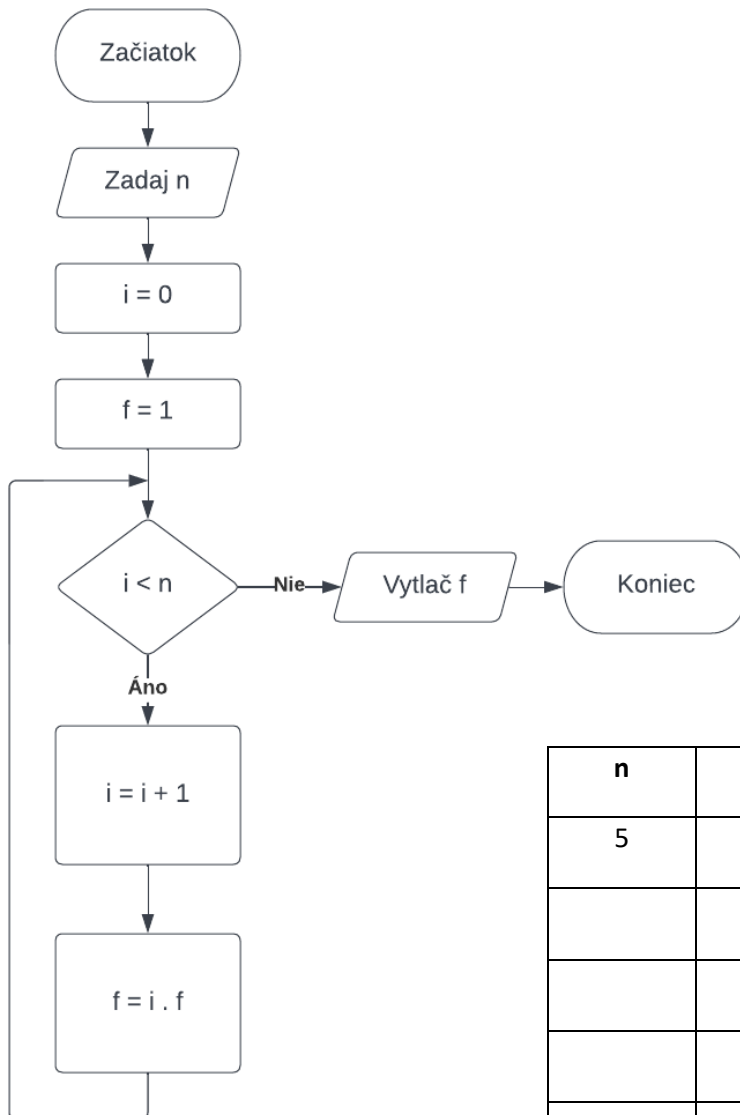 Začiatok
Zadaj n
i = 0
f = 1
i < n
Nie
Vytlač f
Koniec
Áno
i = i + 1
f = i . f
n
5